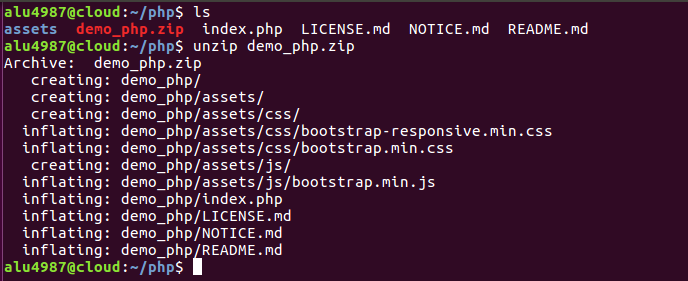 alu4987@cloud:~/php$ ls
assets  demo_php.zip  index.php  LICENSE.md  NOTICE.md  README.md
alu4987@cloud:~/php$ unzip demo_php.zip
Archive:  demo_php.zip
   creating: demo_php/
   creating: demo_php/assets/
   creating: demo_php/assets/css/
  inflating: demo_php/assets/css/bootstrap-responsive.min.css
  inflating: demo_php/assets/css/bootstrap.min.css
   creating: demo_php/assets/js/
  inflating: demo_php/assets/js/bootstrap.min.js
  inflating: demo_php/index.php
  inflating: demo_php/LICENSE.md
  inflating: demo_php/NOTICE.md
  inflating: demo_php/README.md
alu4987@cloud:~/php$